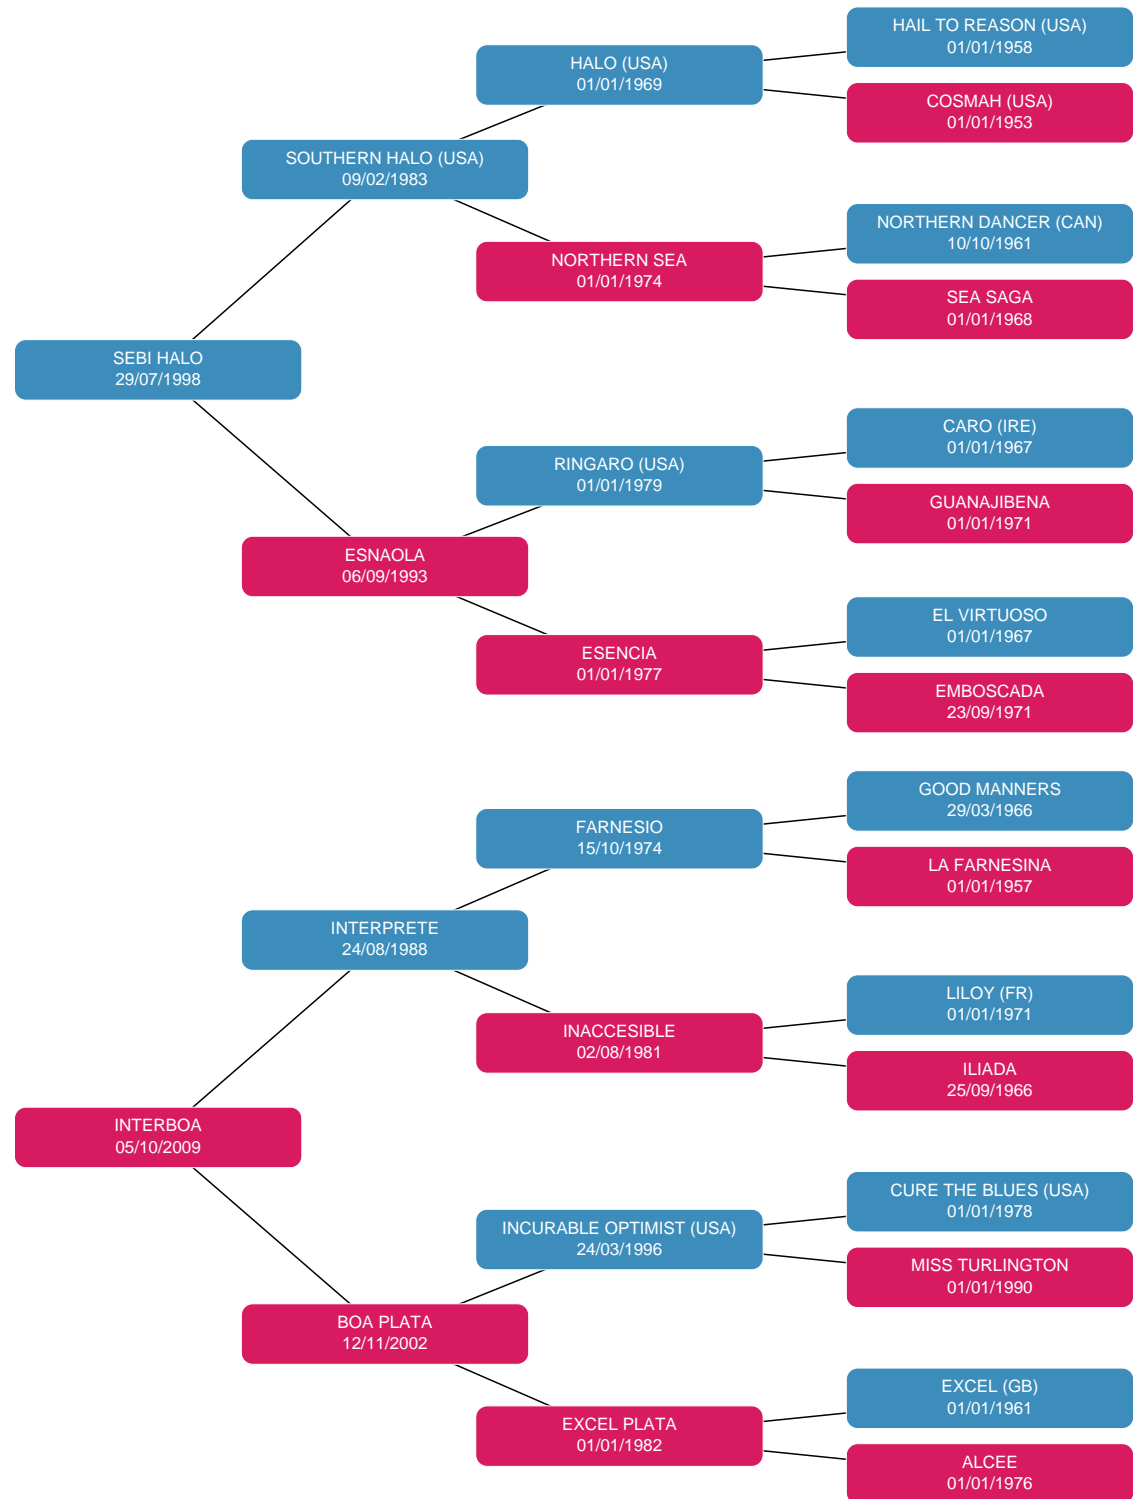 HAIL TO REASON (USA)
01/01/1958
HALO (USA)
01/01/1969
COSMAH (USA)
01/01/1953
SOUTHERN HALO (USA)
09/02/1983
NORTHERN DANCER (CAN)
10/10/1961
NORTHERN SEA
01/01/1974
SEA SAGA
01/01/1968
SEBI HALO
29/07/1998
CARO (IRE)
01/01/1967
RINGARO (USA)
01/01/1979
GUANAJIBENA
01/01/1971
ESNAOLA
06/09/1993
EL VIRTUOSO
01/01/1967
ESENCIA
01/01/1977
EMBOSCADA
23/09/1971
GOOD MANNERS
29/03/1966
FARNESIO
15/10/1974
LA FARNESINA
01/01/1957
INTERPRETE
24/08/1988
LILOY (FR)
01/01/1971
INACCESIBLE
02/08/1981
ILIADA
25/09/1966
INTERBOA
05/10/2009
CURE THE BLUES (USA)
01/01/1978
INCURABLE OPTIMIST (USA)
24/03/1996
MISS TURLINGTON
01/01/1990
BOA PLATA
12/11/2002
EXCEL (GB)
01/01/1961
EXCEL PLATA
01/01/1982
ALCEE
01/01/1976